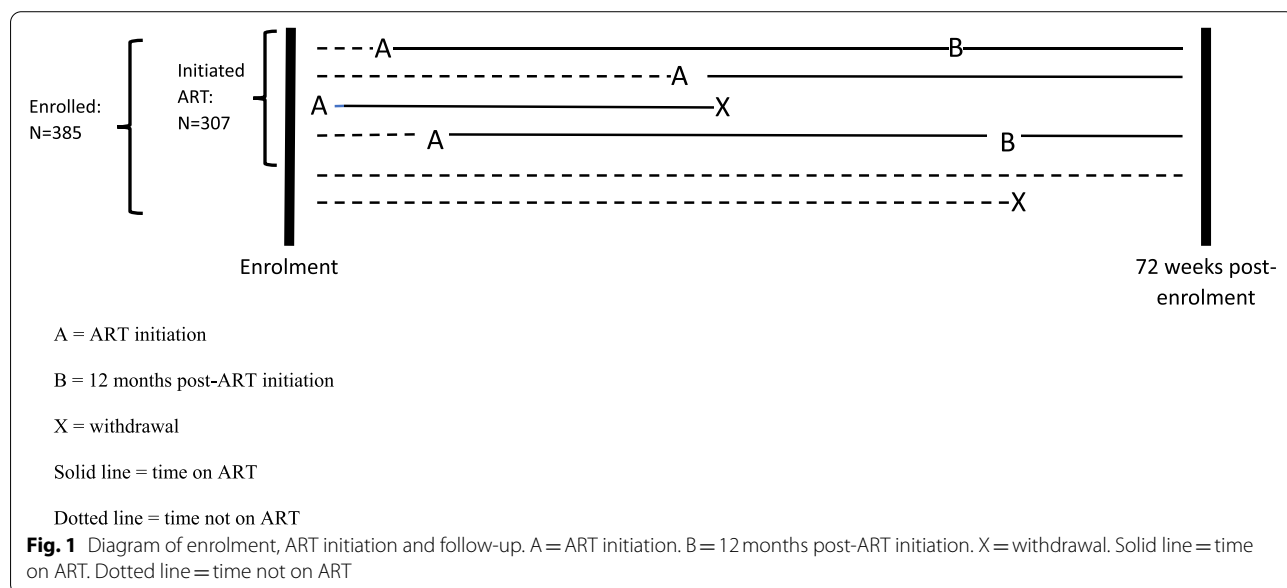 A B
Initiated
ART:
N=307
A
Enrolled:
N=385
A X
A B
X
Enrolment
72 weeks post-
enrolment
A = ART initiation
B = 12 months post-ART initiation
X = withdrawal
Solid line = time on ART
Dotted line = time not on ART
Fig. 1 Diagram of enrolment, ART initiation and follow-up. A = ART initiation. B = 12 months post-ART initiation. X = withdrawal. Solid line = time
on ART. Dotted line = time not on ART